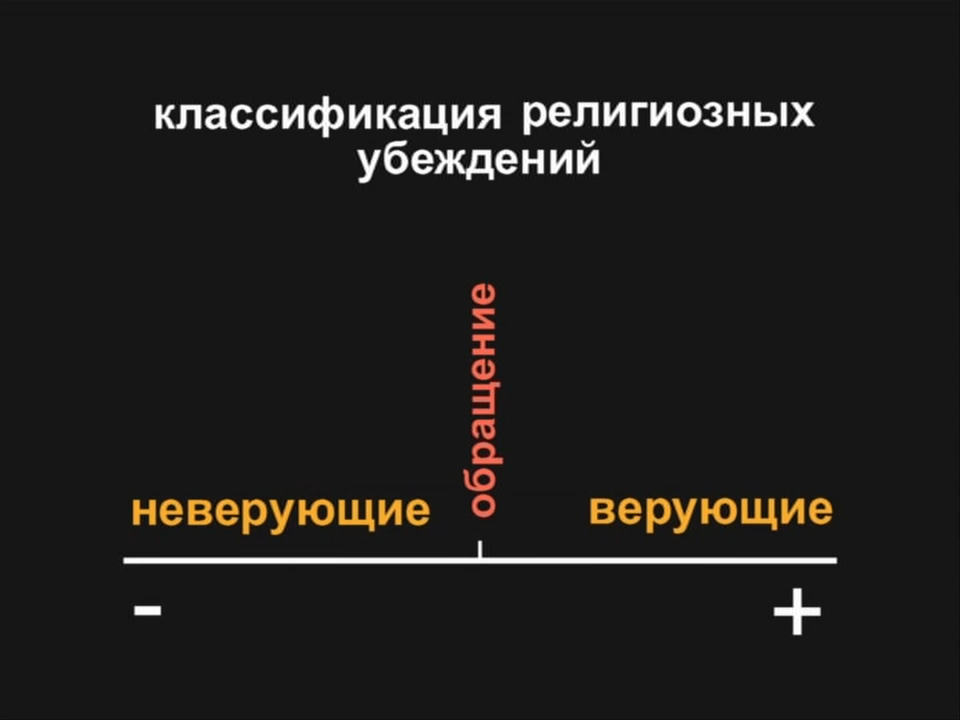 классификация религиозных
убеждений
обращение
неверующие
верующие
- +